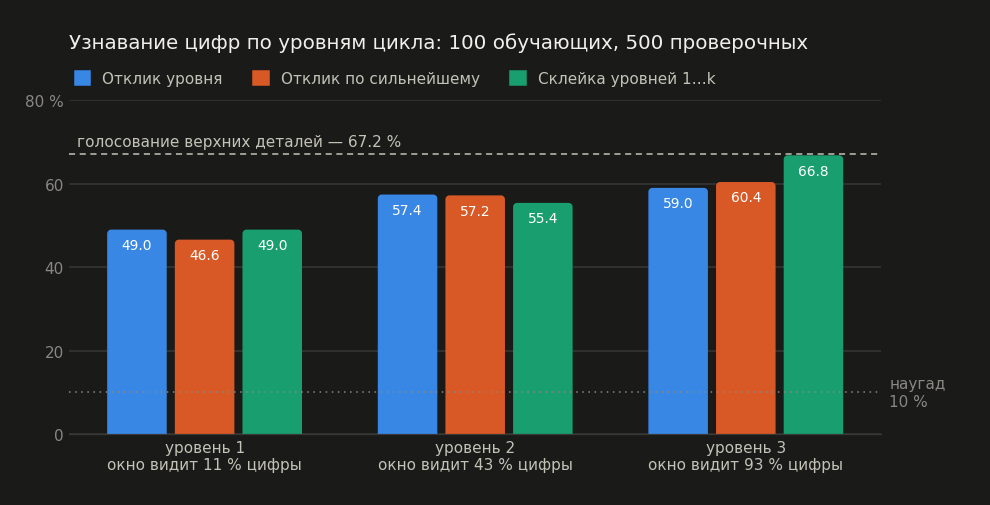 Узнавание цифр по уровням цикла: 100 обучающих, 500 проверочных
Отклик уровня
Отклик по сильнейшему
Склейка уровней 1…k
80 %
голосование верхних деталей — 67.2 %
60
40
20
0
49.0
46.6
49.0
57.4
57.2
55.4
59.0
60.4
66.8
наугад
10 %
уровень 1
окно видит 11 % цифры
уровень 2
окно видит 43 % цифры
уровень 3
окно видит 93 % цифры